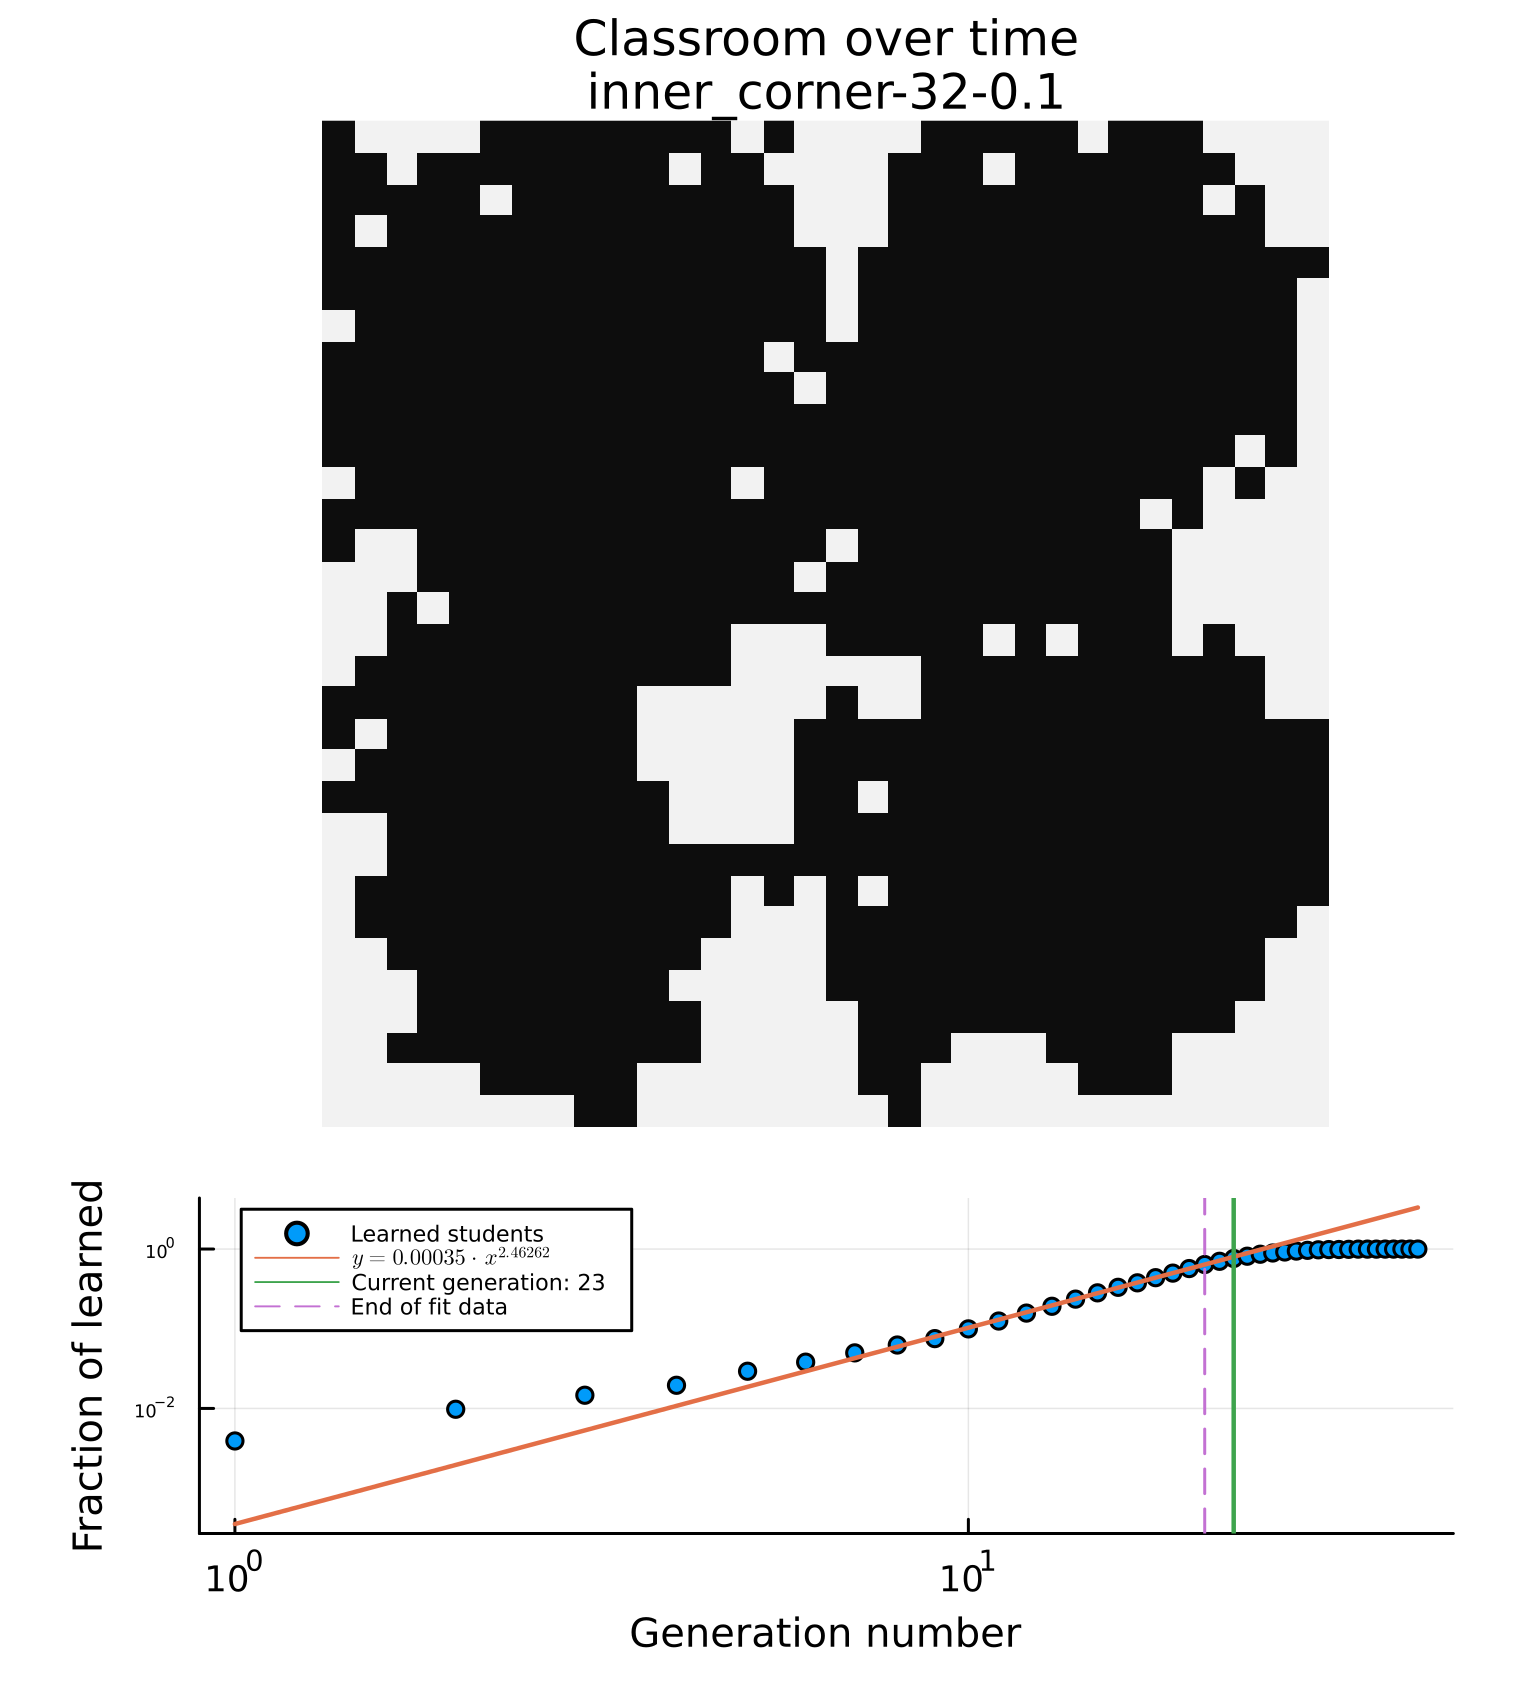 Classroom over time
inner_corner-32-0.1
Fraction of learned
10^0
10^-2
Learned students
y = 0.00035 · x^2.46262
Current generation: 23
End of fit data
10^0
10^1
Generation number